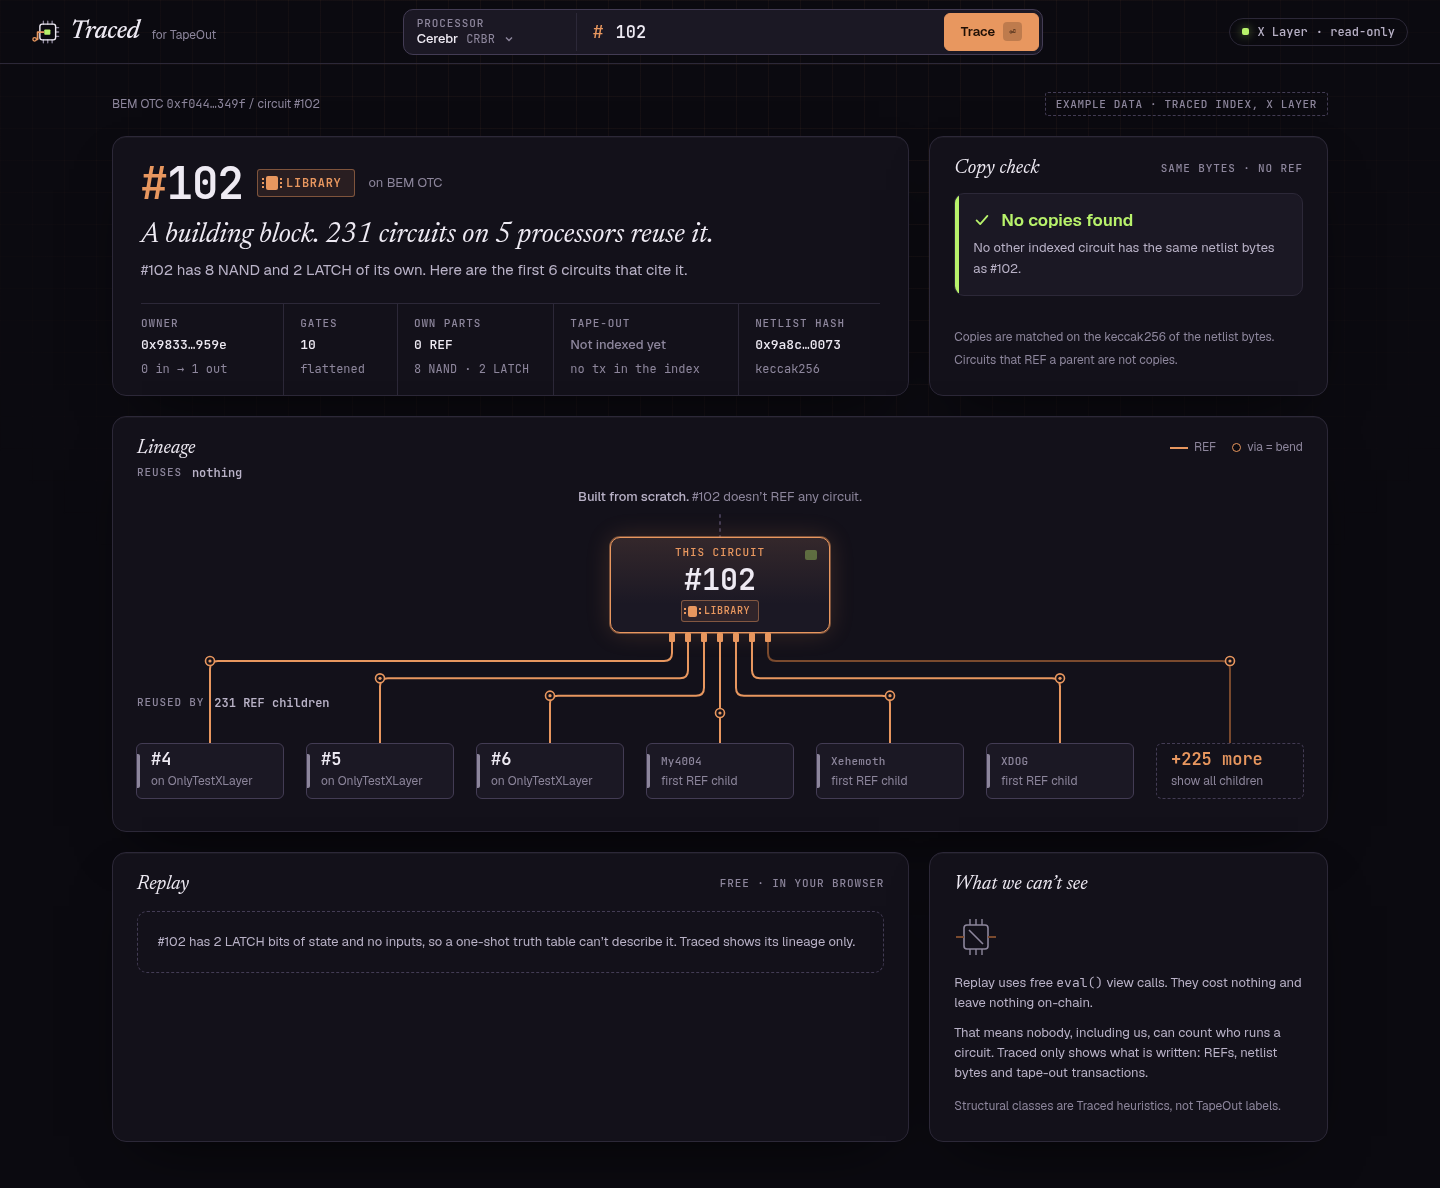 Traced for TapeOut
PROCESSOR
Cerebr CRBR
# 102
Trace ⏎
X Layer · read-only
BEM OTC 0xf044…349f / circuit #102
EXAMPLE DATA · TRACED INDEX, X LAYER
#102 LIBRARY on BEM OTC
A building block. 231 circuits on 5 processors reuse it.
#102 has 8 NAND and 2 LATCH of its own. Here are the first 6 circuits that cite it.
OWNER
0x9833…959e
0 in → 1 out
GATES
10
flattened
OWN PARTS
0 REF
8 NAND · 2 LATCH
TAPE-OUT
Not indexed yet
no tx in the index
NETLIST HASH
0x9a8c…0073
keccak256
Copy check
SAME BYTES · NO REF
No copies found
No other indexed circuit has the same netlist bytes
as #102.
Copies are matched on the keccak256 of the netlist bytes.
Circuits that REF a parent are not copies.
Lineage
REF via = bend
REUSES nothing
Built from scratch. #102 doesn’t REF any circuit.
THIS CIRCUIT
#102
LIBRARY
REUSED BY 231 REF children
#4
on OnlyTestXLayer
#5
on OnlyTestXLayer
#6
on OnlyTestXLayer
My4004
first REF child
Xehemoth
first REF child
XDOG
first REF child
+225 more
show all children
Replay
FREE · IN YOUR BROWSER
#102 has 2 LATCH bits of state and no inputs, so a one-shot truth table can’t describe it. Traced shows its lineage only.
What we can’t see
Replay uses free eval() view calls. They cost nothing and
leave nothing on-chain.
That means nobody, including us, can count who runs a
circuit. Traced only shows what is written: REFs, netlist
bytes and tape-out transactions.
Structural classes are Traced heuristics, not TapeOut labels.